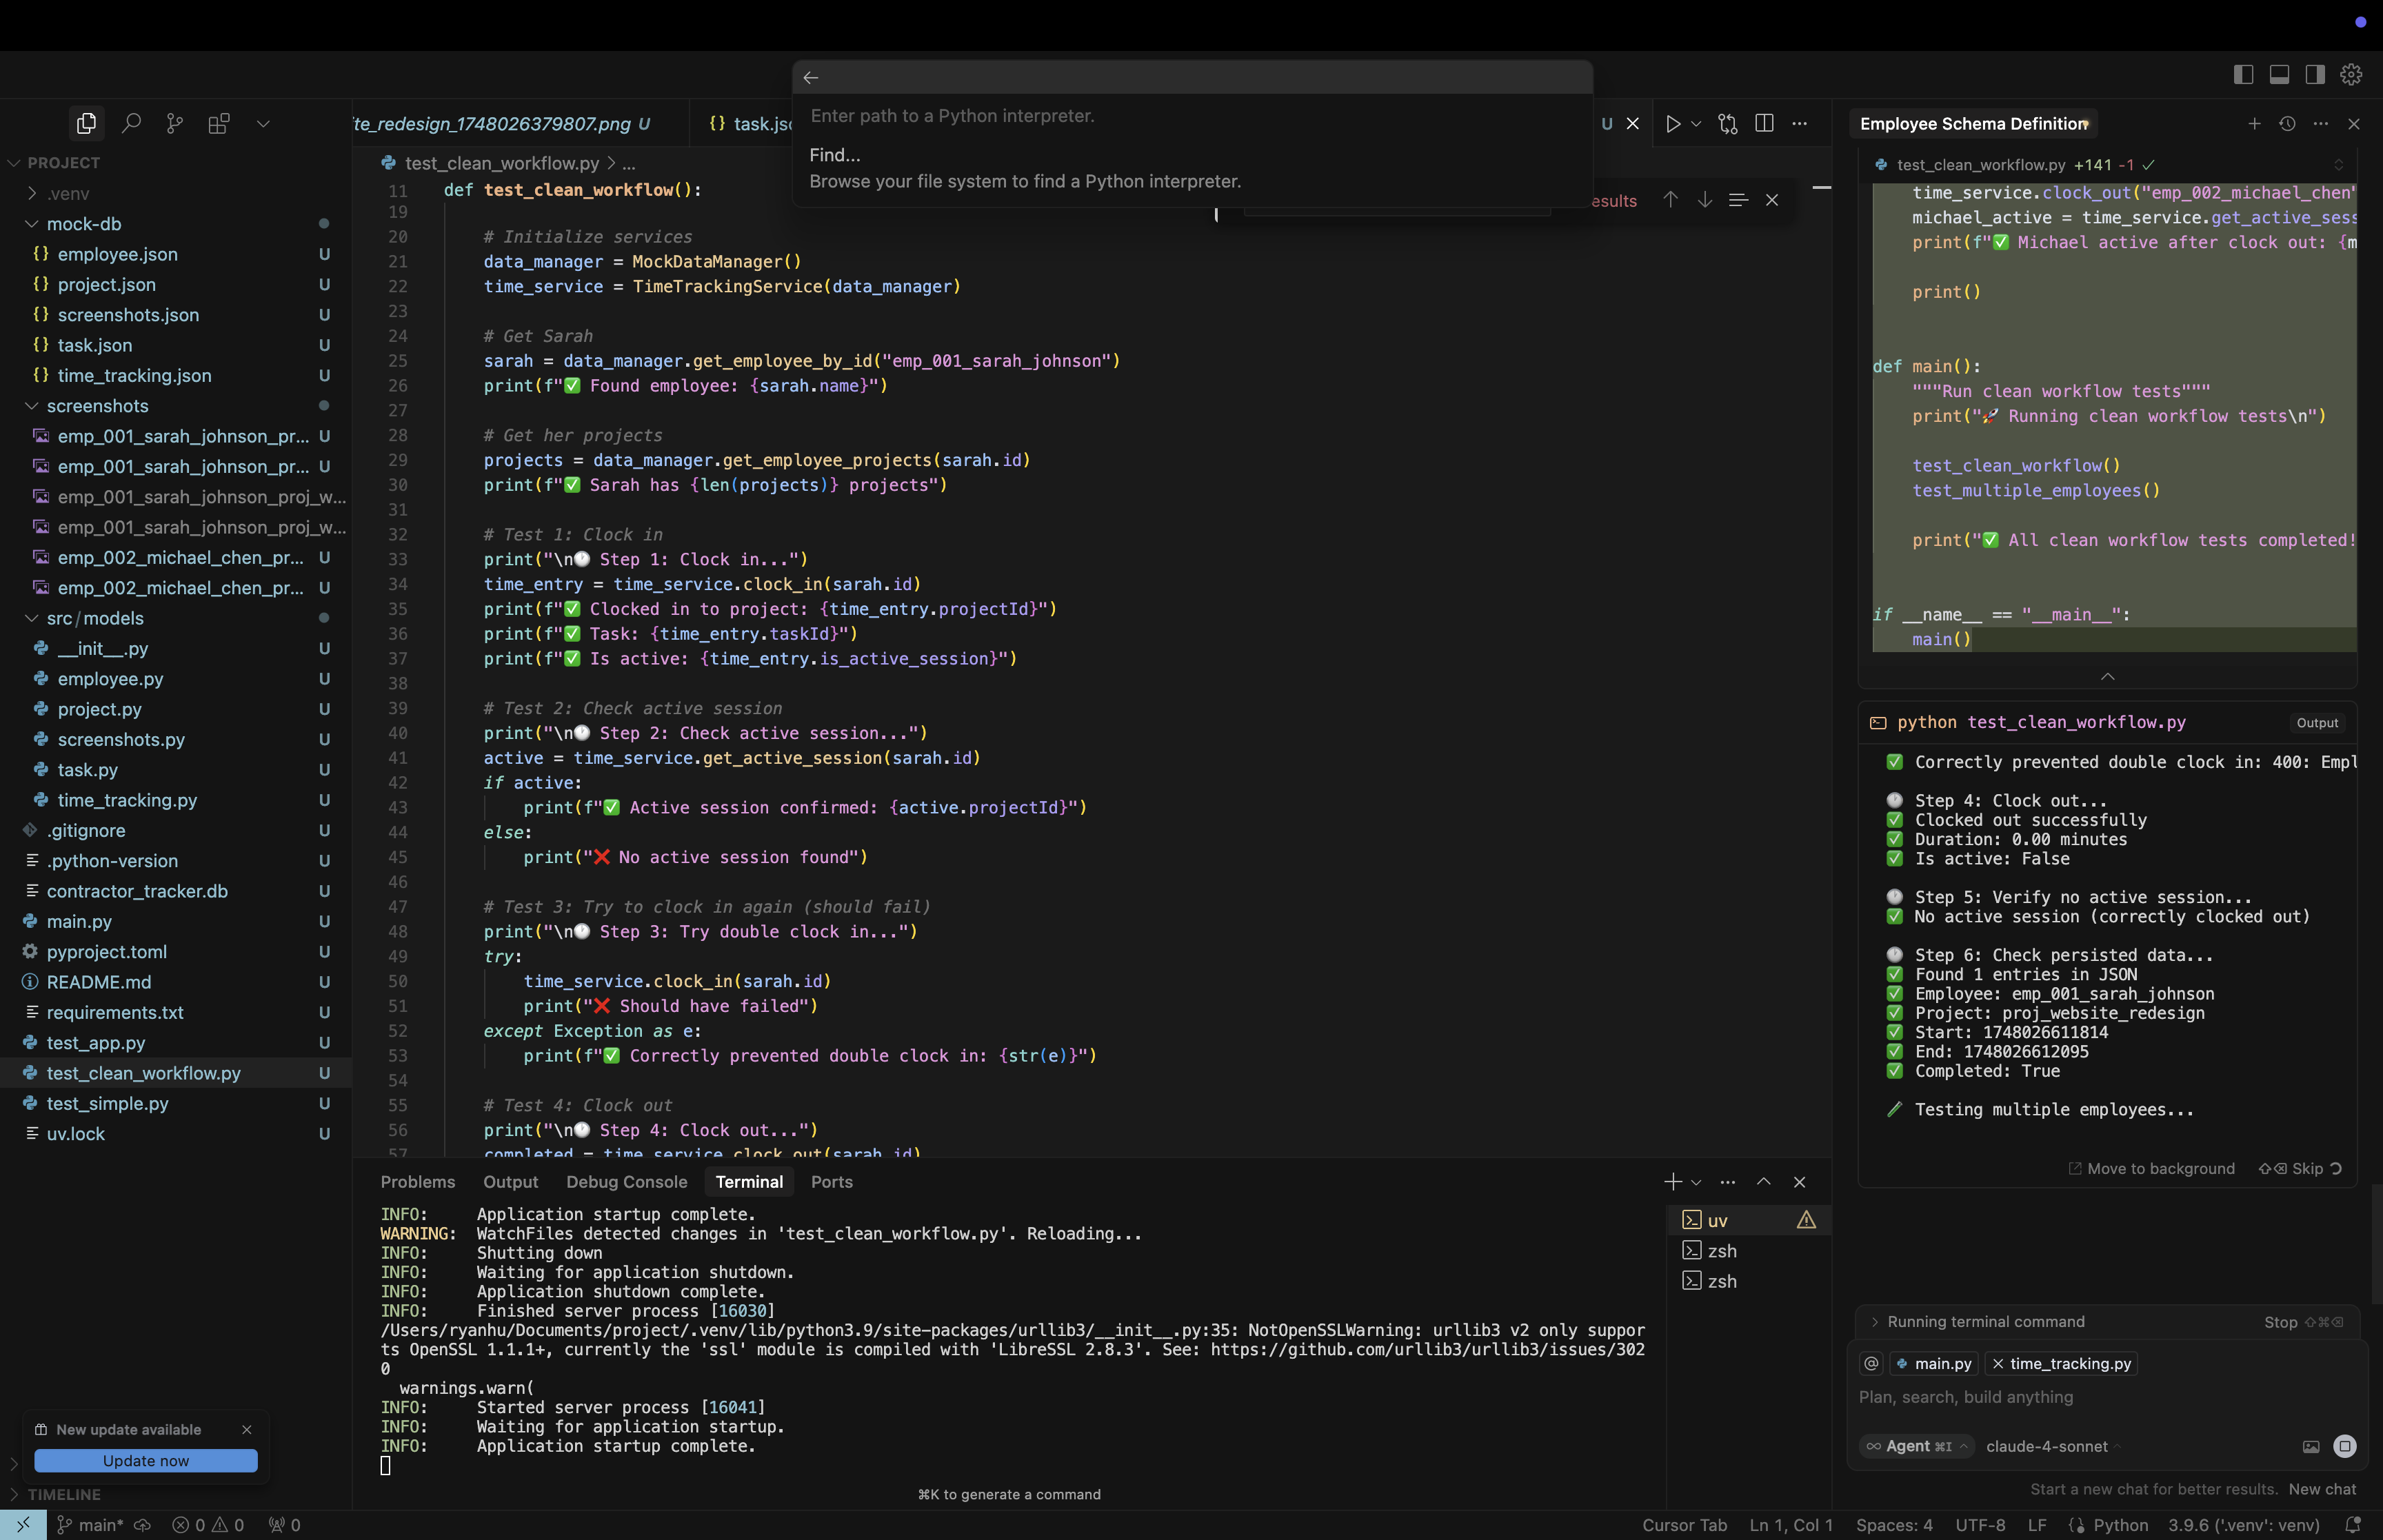 Enter path to a Python interpreter.
Find...
Browse your file system to find a Python interpreter.
te_redesign_1748026379807.png U
{} task.jso
U
PROJECT
.venv
mock-db
{} employee.json U
{} project.json U
{} screenshots.json U
{} task.json U
{} time_tracking.json U
screenshots
emp_001_sarah_johnson_pr... U
emp_001_sarah_johnson_pr... U
emp_001_sarah_johnson_proj_w...
emp_001_sarah_johnson_proj_w...
emp_002_michael_chen_pr... U
emp_002_michael_chen_pr... U
src/models
__init__.py U
employee.py U
project.py U
screenshots.py U
task.py U
time_tracking.py U
.gitignore U
.python-version U
contractor_tracker.db U
main.py U
pyproject.toml U
README.md U
requirements.txt U
test_app.py U
test_clean_workflow.py U
test_simple.py U
uv.lock U
New update available
Update now
TIMELINE
test_clean_workflow.py > ...
esults
11 def test_clean_workflow():
19
20 # Initialize services
21 data_manager = MockDataManager()
22 time_service = TimeTrackingService(data_manager)
23
24 # Get Sarah
25 sarah = data_manager.get_employee_by_id("emp_001_sarah_johnson")
26 print(f"✅ Found employee: {sarah.name}")
27
28 # Get her projects
29 projects = data_manager.get_employee_projects(sarah.id)
30 print(f"✅ Sarah has {len(projects)} projects")
31
32 # Test 1: Clock in
33 print("\n🕐 Step 1: Clock in...")
34 time_entry = time_service.clock_in(sarah.id)
35 print(f"✅ Clocked in to project: {time_entry.projectId}")
36 print(f"✅ Task: {time_entry.taskId}")
37 print(f"✅ Is active: {time_entry.is_active_session}")
38
39 # Test 2: Check active session
40 print("\n🕐 Step 2: Check active session...")
41 active = time_service.get_active_session(sarah.id)
42 if active:
43 print(f"✅ Active session confirmed: {active.projectId}")
44 else:
45 print("❌ No active session found")
46
47 # Test 3: Try to clock in again (should fail)
48 print("\n🕐 Step 3: Try double clock in...")
49 try:
50 time_service.clock_in(sarah.id)
51 print("❌ Should have failed")
52 except Exception as e:
53 print(f"✅ Correctly prevented double clock in: {str(e)}")
54
55 # Test 4: Clock out
56 print("\n🕐 Step 4: Clock out...")
57 completed = time_service.clock_out(sarah.id)
Problems Output Debug Console Terminal Ports
INFO: Application startup complete.
WARNING: WatchFiles detected changes in 'test_clean_workflow.py'. Reloading...
INFO: Shutting down
INFO: Waiting for application shutdown.
INFO: Application shutdown complete.
INFO: Finished server process [16030]
/Users/ryanhu/Documents/project/.venv/lib/python3.9/site-packages/urllib3/__init__.py:35: NotOpenSSLWarning: urllib3 v2 only suppor
ts OpenSSL 1.1.1+, currently the 'ssl' module is compiled with 'LibreSSL 2.8.3'. See: https://github.com/urllib3/urllib3/issues/302
0
warnings.warn(
INFO: Started server process [16041]
INFO: Waiting for application startup.
INFO: Application startup complete.
⌘K to generate a command
uv
zsh
zsh
Employee Schema Definition
test_clean_workflow.py +141 -1
time_service.clock_out("emp_002_michael_chen"
michael_active = time_service.get_active_sess
print(f"✅ Michael active after clock out: {m
print()
def main():
"""Run clean workflow tests"""
print("🚀 Running clean workflow tests\n")
test_clean_workflow()
test_multiple_employees()
print("✅ All clean workflow tests completed!
if __name__ == "__main__":
main()
python test_clean_workflow.py Output
✅ Correctly prevented double clock in: 400: Empl
🕐 Step 4: Clock out...
✅ Clocked out successfully
✅ Duration: 0.00 minutes
✅ Is active: False
🕐 Step 5: Verify no active session...
✅ No active session (correctly clocked out)
🕐 Step 6: Check persisted data...
✅ Found 1 entries in JSON
✅ Employee: emp_001_sarah_johnson
✅ Project: proj_website_redesign
✅ Start: 1748026611814
✅ End: 1748026612095
✅ Completed: True
🧪 Testing multiple employees...
Move to background ⇧⌫ Skip
Running terminal command Stop ⇧⌘⌫
@ main.py time_tracking.py
Plan, search, build anything
∞ Agent ⌘I claude-4-sonnet
Start a new chat for better results. New chat
main* 0 0 0
Cursor Tab Ln 1, Col 1 Spaces: 4 UTF-8 LF Python 3.9.6 ('.venv': venv)